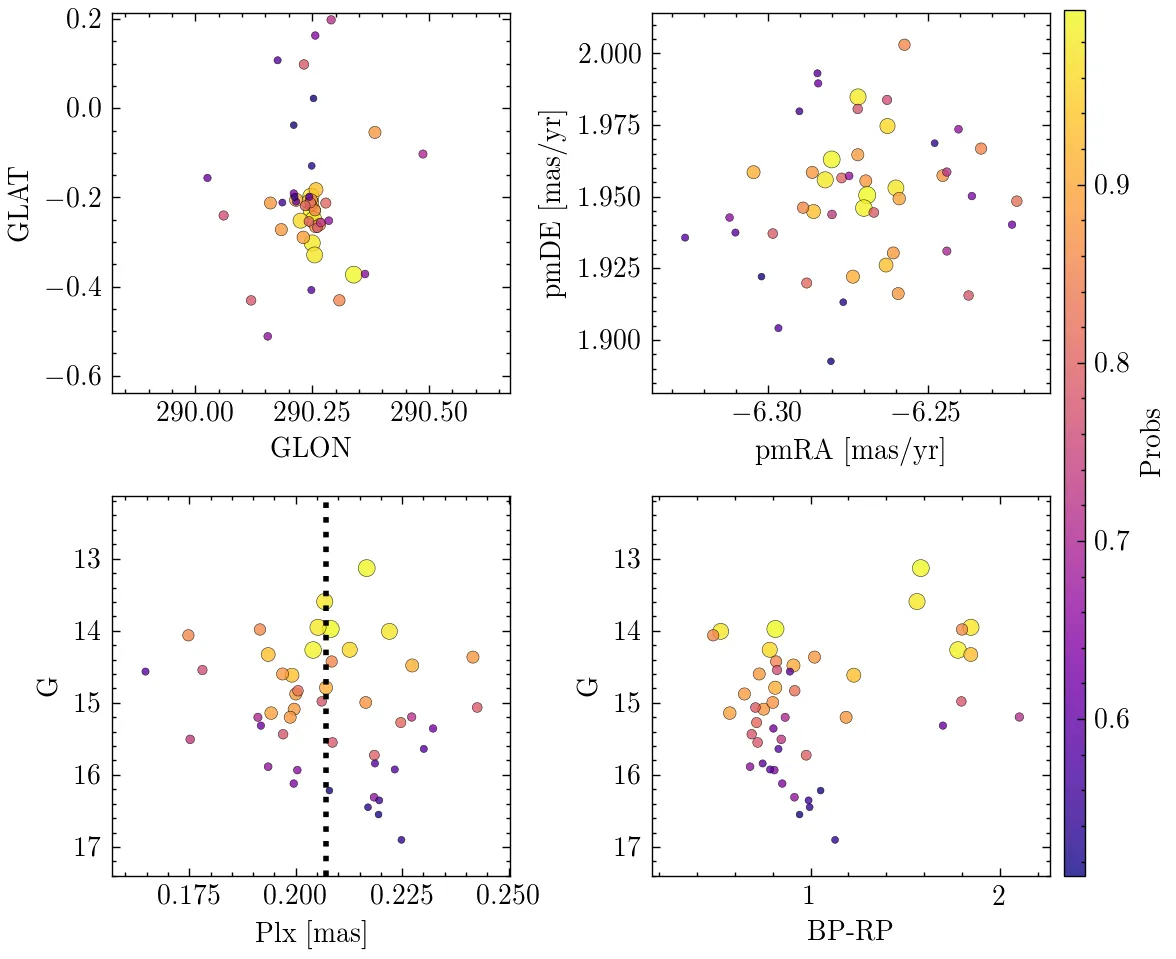 0.2
0.0
−0.2
−0.4
−0.6
GLAT
290.00 290.25 290.50
GLON
2.000
1.975
1.950
1.925
1.900
pmDE [mas/yr]
−6.30 −6.25
pmRA [mas/yr]
13
14
15
16
17
G
0.175 0.200 0.225 0.250
Plx [mas]
13
14
15
16
17
G
1 2
BP-RP
0.9
0.8
0.7
0.6
Probs